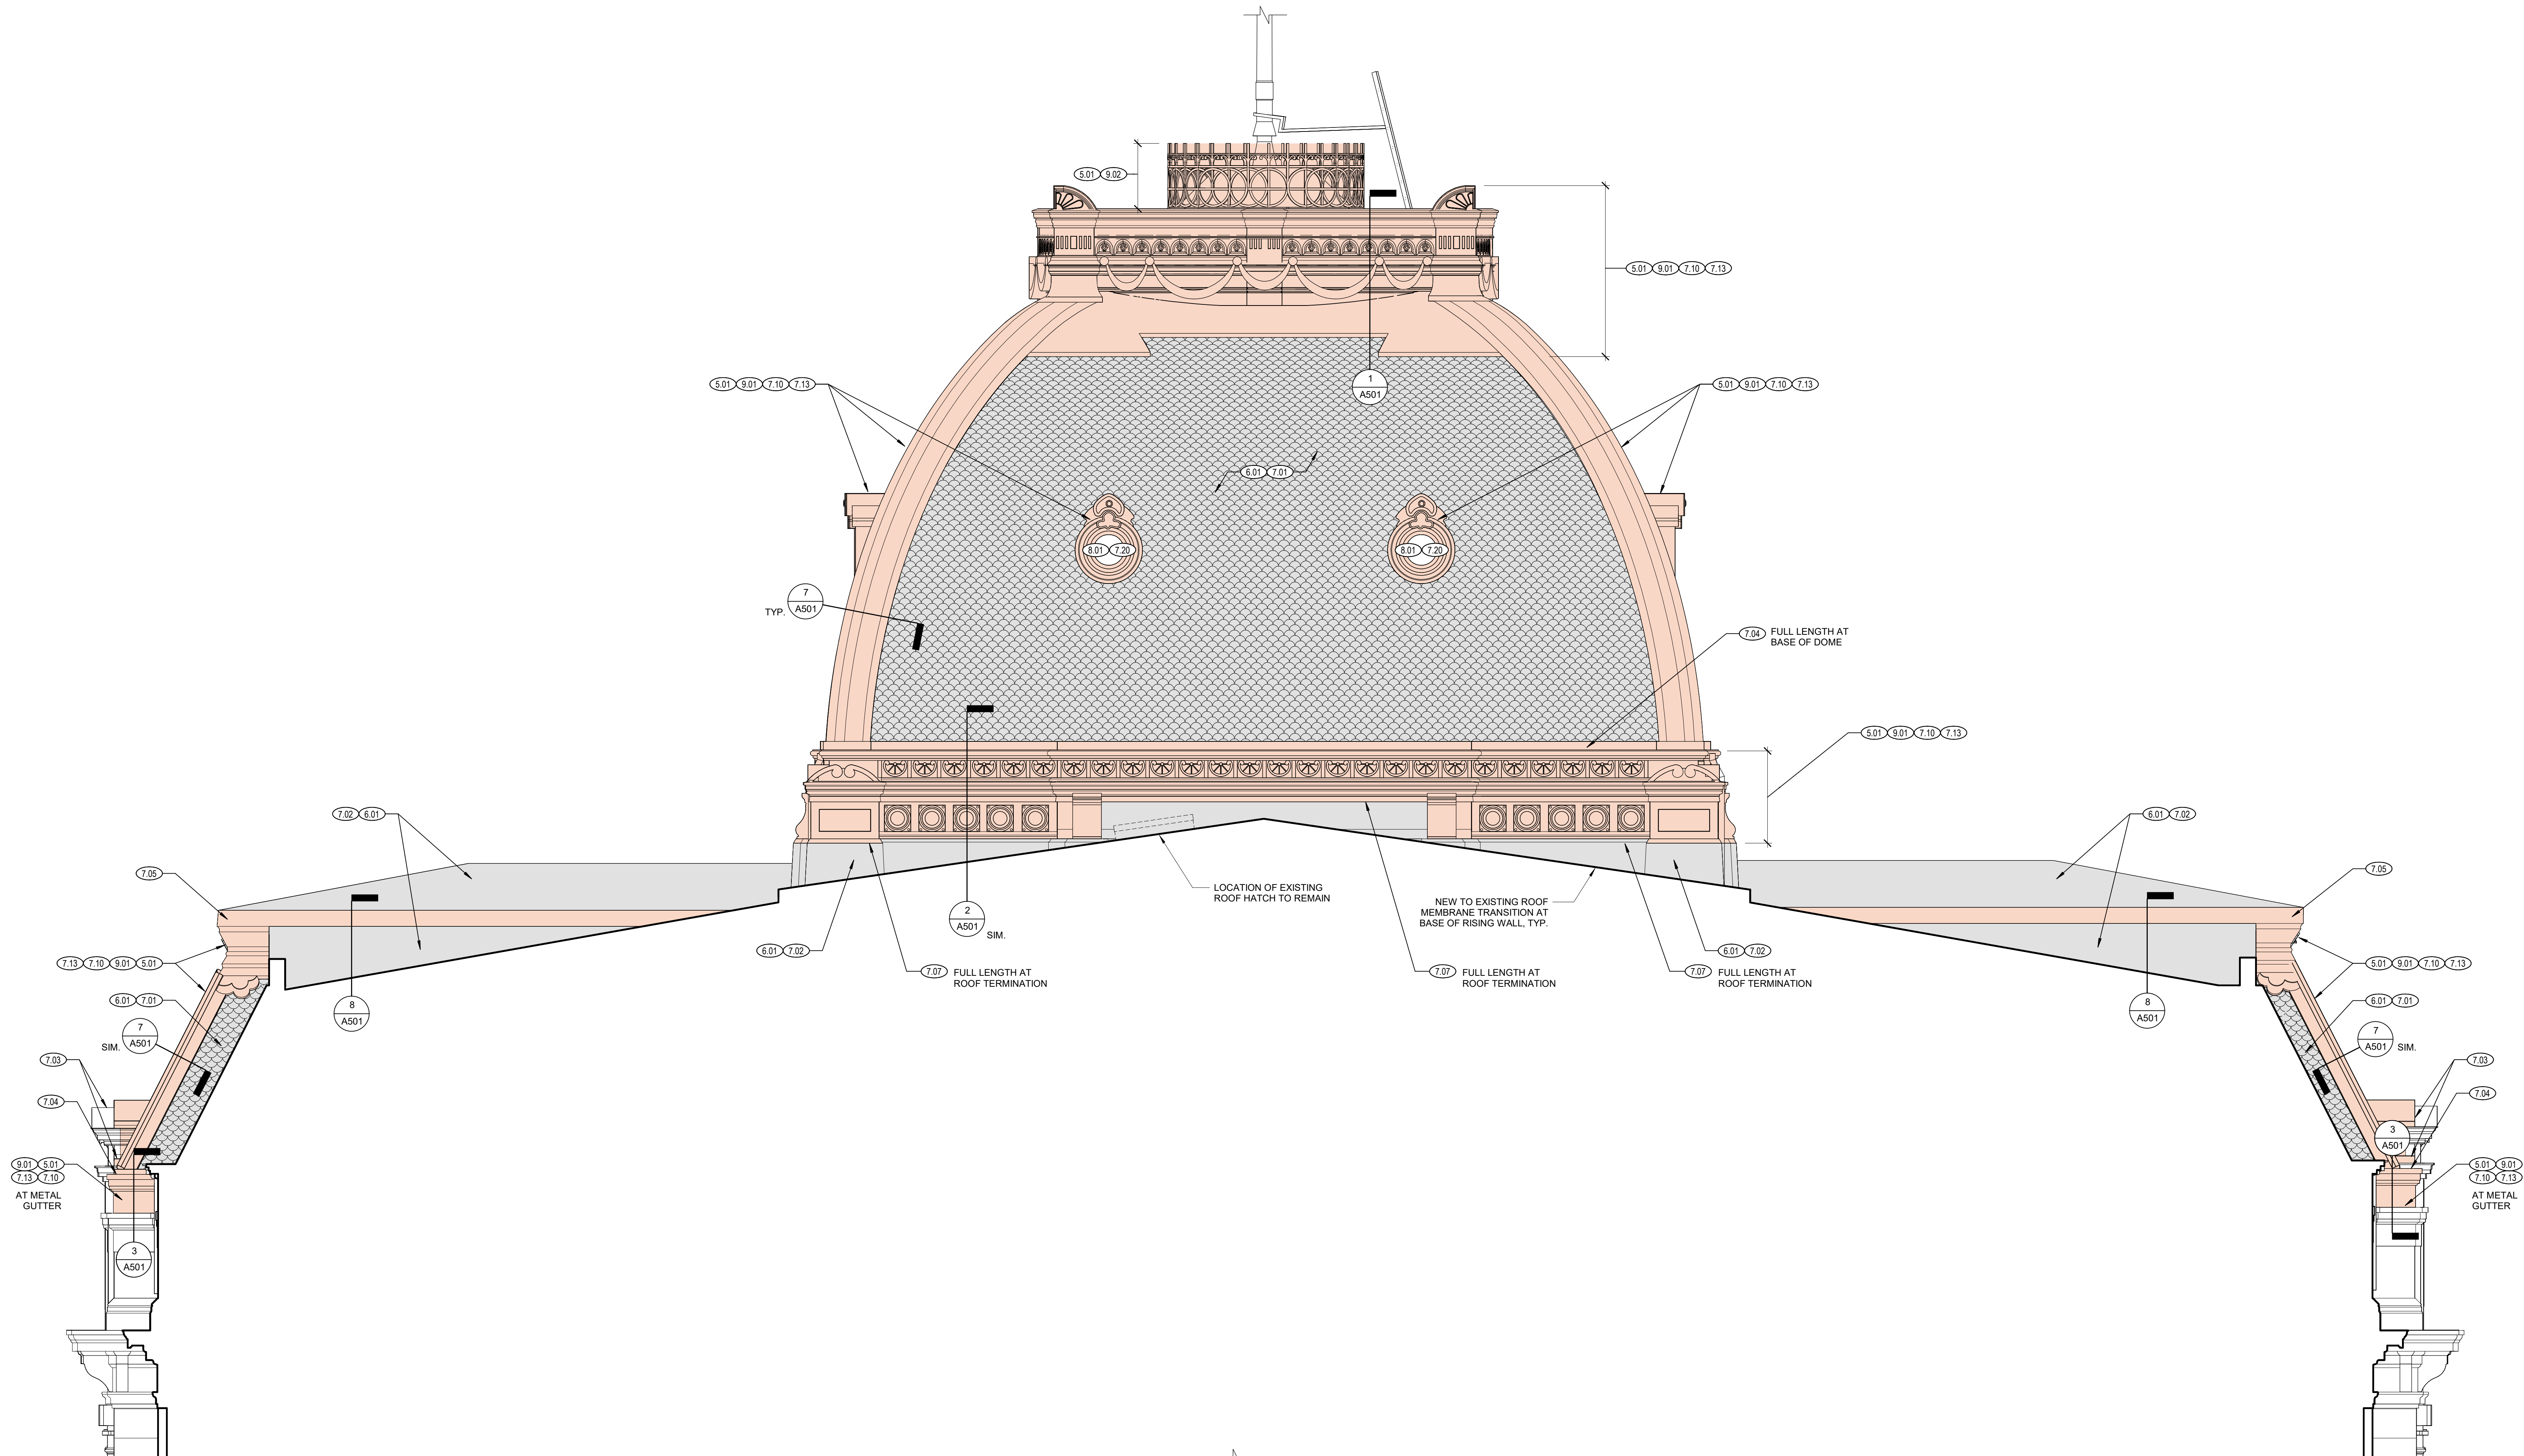 5.01 9.02
5.01 9.01 7.10 7.13
5.01 9.01 7.10 7.13
1
A501
5.01 9.01 7.10 7.13
6.01 7.01
8.01 7.20
8.01 7.20
TYP.
7
A501
7.04 FULL LENGTH AT
BASE OF DOME
5.01 9.01 7.10 7.13
7.02 6.01
6.01 7.02
7.05
7.05
LOCATION OF EXISTING
ROOF HATCH TO REMAIN
NEW TO EXISTING ROOF
MEMBRANE TRANSITION AT
BASE OF RISING WALL, TYP.
2
A501
SIM.
6.01 7.02
6.01 7.02
7.13 7.10 9.01 5.01
7.07 FULL LENGTH AT
ROOF TERMINATION
7.07 FULL LENGTH AT
ROOF TERMINATION
7.07 FULL LENGTH AT
ROOF TERMINATION
5.01 9.01 7.10 7.13
6.01 7.01
8
A501
8
A501
6.01 7.01
SIM.
7
A501
7
A501
SIM.
7.03
7.03
7.04
7.04
3
A501
9.01 5.01
7.13 7.10
AT METAL
GUTTER
5.01 9.01
7.10 7.13
AT METAL
GUTTER
3
A501